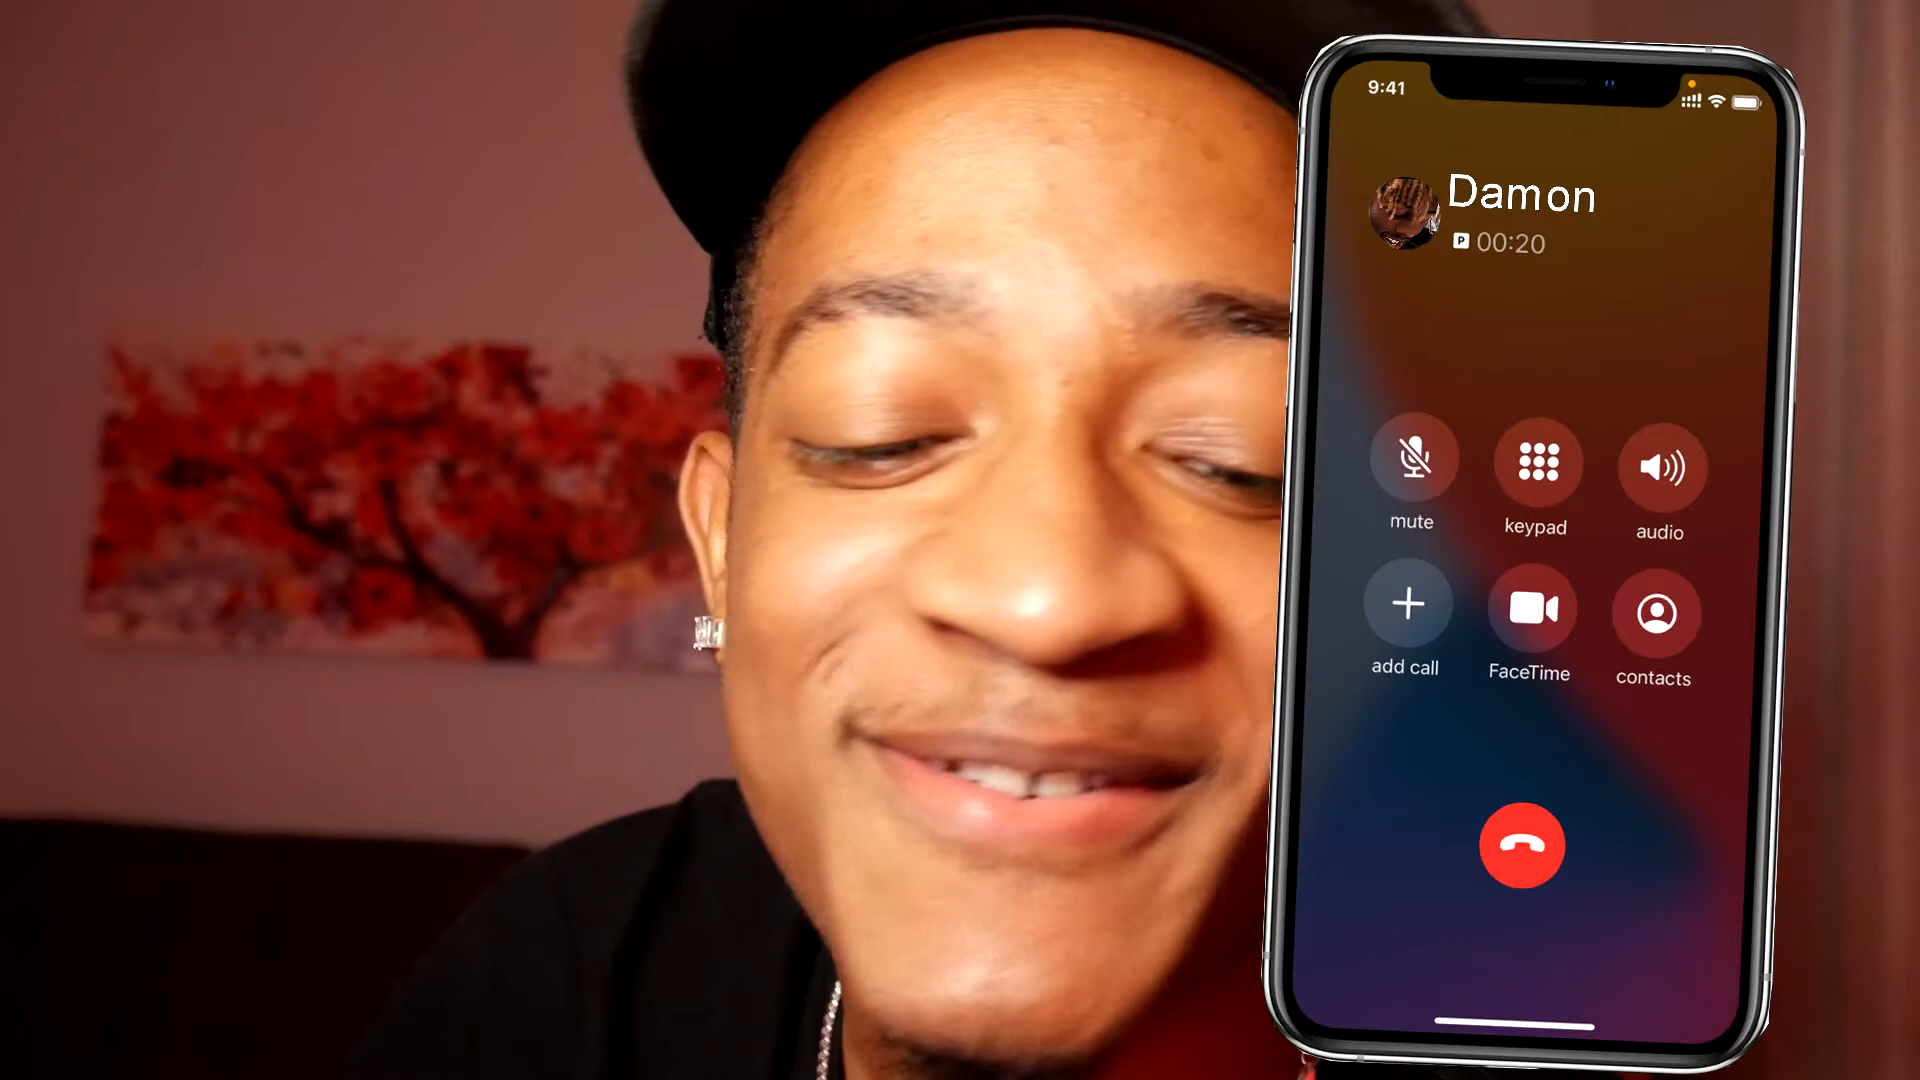 9:41
Damon
P 00:20
mute keypad audio
add call FaceTime contacts